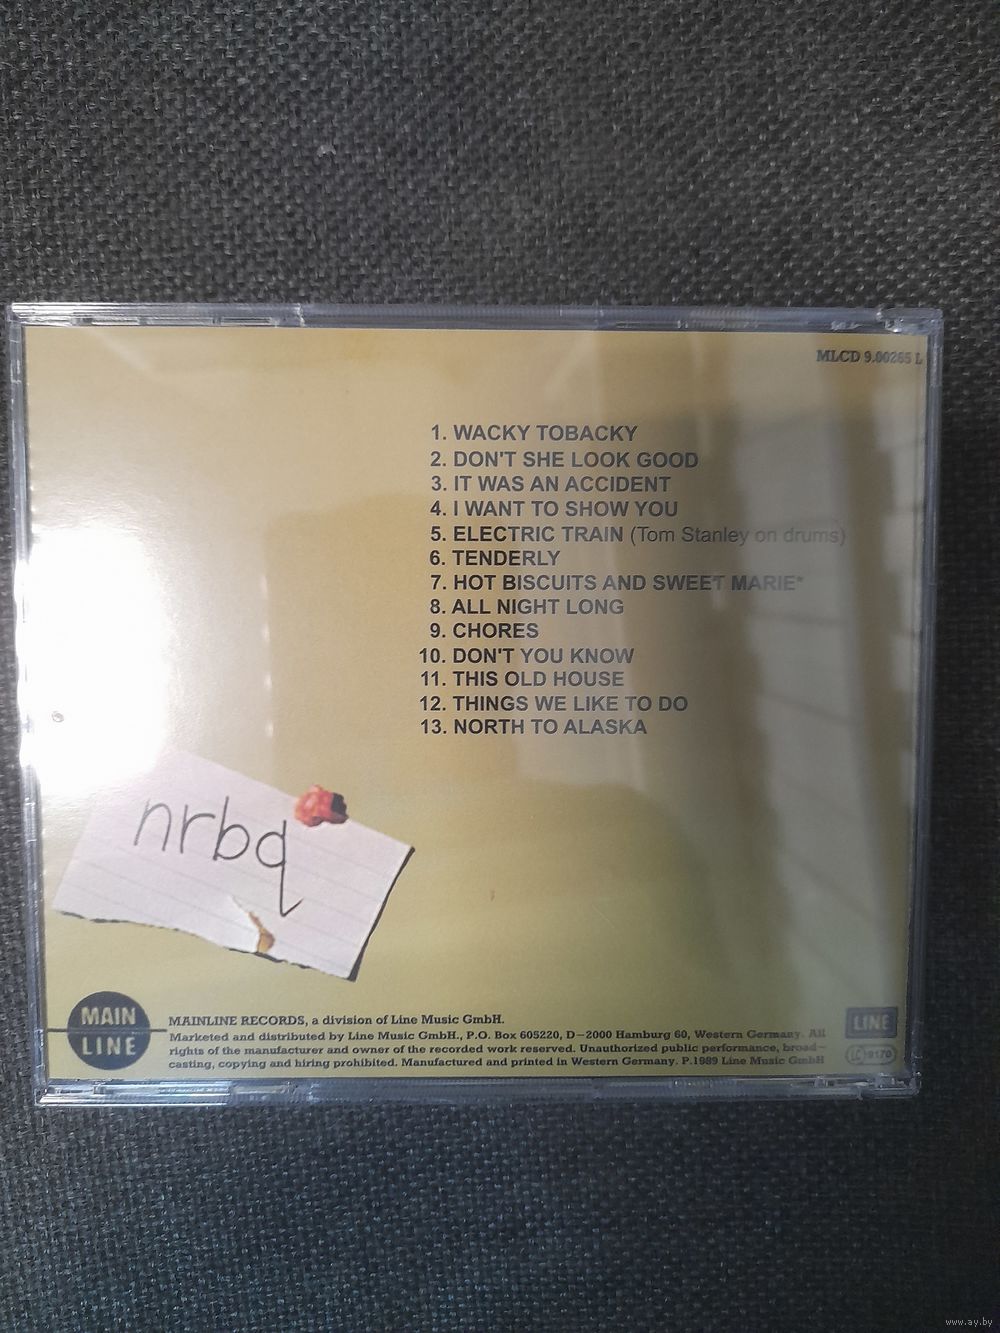 MLCD 9.00265 L
1. WACKY TOBACKY
2. DON'T SHE LOOK GOOD
3. IT WAS AN ACCIDENT
4. I WANT TO SHOW YOU
5. ELECTRIC TRAIN (Tom Stanley on drums)
6. TENDERLY
7. HOT BISCUITS AND SWEET MARIE*
8. ALL NIGHT LONG
9. CHORES
10. DON'T YOU KNOW
11. THIS OLD HOUSE
12. THINGS WE LIKE TO DO
13. NORTH TO ALASKA
nrbq
MAIN
LINE
MAINLINE RECORDS, a division of Line Music GmbH.
Marketed and distributed by Line Music GmbH., P.O. Box 605220, D–2000 Hamburg 60, Western Germany. All
rights of the manufacturer and owner of the recorded work reserved. Unauthorized public performance, broad–
casting, copying and hiring prohibited. Manufactured and printed in Western Germany. P.1989 Line Music GmbH
LINE
LC 9170
www.ay.by